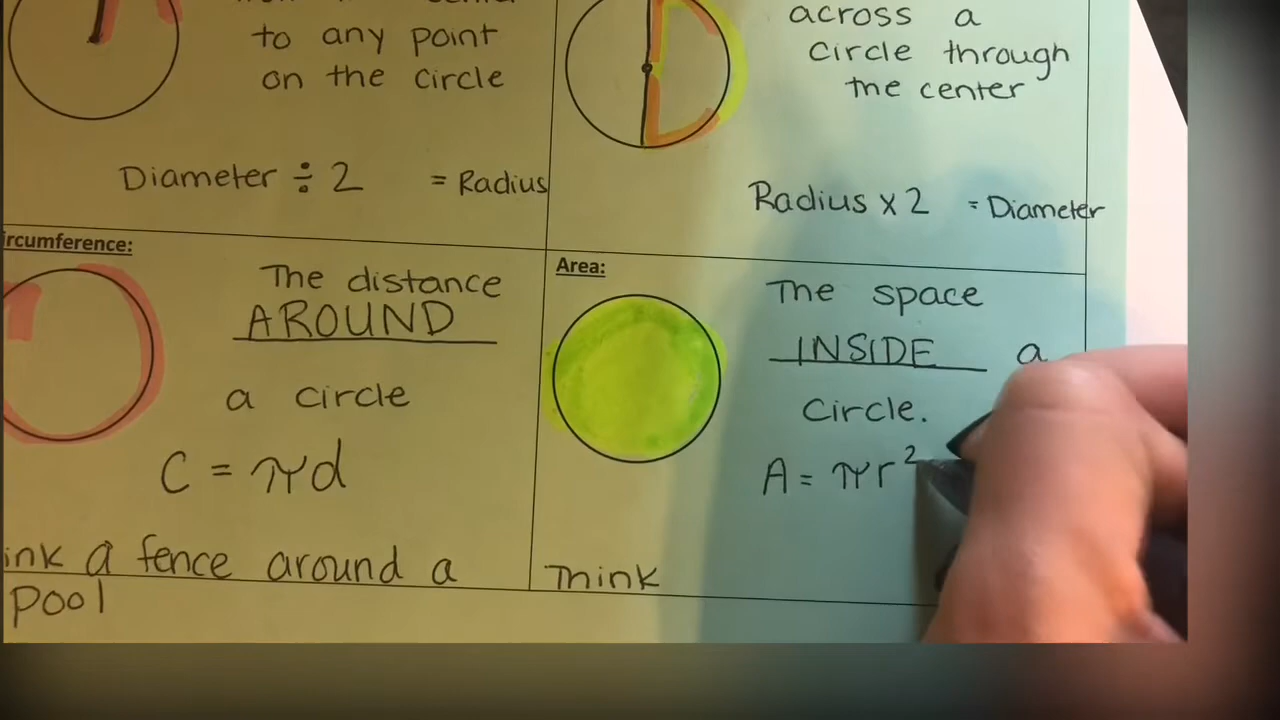 to any point
on the circle
Diameter ÷ 2 = Radius
across a
circle through
the center
Radius x 2 = Diameter
ircumference:
The distance
AROUND
a circle
C = πd
ink a fence around a
pool
Area:
The space
INSIDE a
circle.
A = πr²
Think